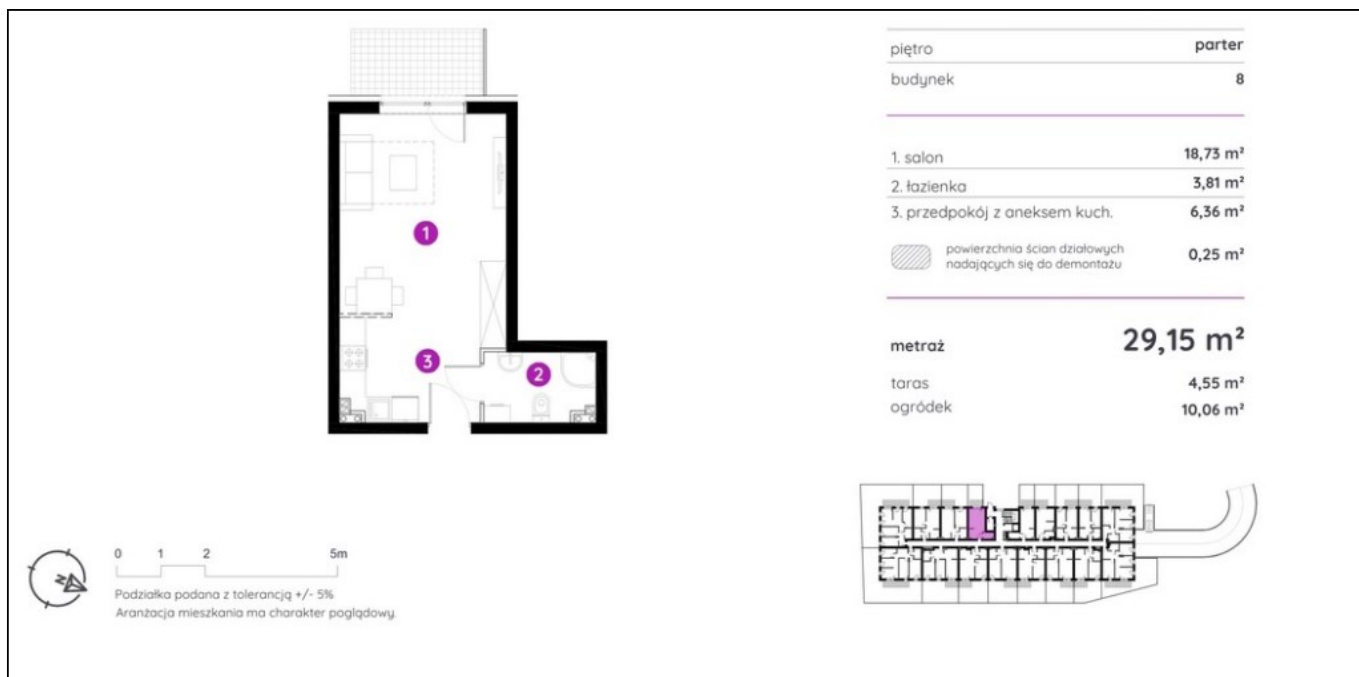 piętro parter
budynek 8
1. salon 18,73 m²
2. łazienka 3,81 m²
3. przedpokój z aneksem kuch. 6,36 m²
powierzchnia ścian działowych
nadających się do demontażu 0,25 m²
metraż 29,15 m²
taras 4,55 m²
ogródek 10,06 m²
1
3
2
N
0 1 2 5m
Podziałka podana z tolerancją +/- 5%
Aranżacja mieszkania ma charakter poglądowy.